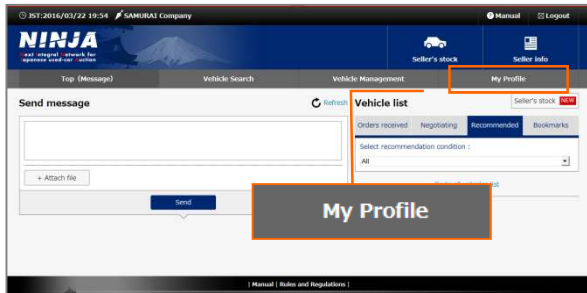 JST:2016/03/22 19:54 SAMURAI Company
Manual Logout
NINJA
Next integral Network for
Japanese used-car Auction
Seller's stock
Seller info
Top (Message)
Vehicle Search
Vehicle Management
My Profile
Send message
Refresh
Vehicle list
Seller's stock NEW
Orders received
Negotiating
Recommended
Bookmarks
Select recommendation condition :
All
+ Attach file
Send
My Profile
| Manual | Rules and Regulations |